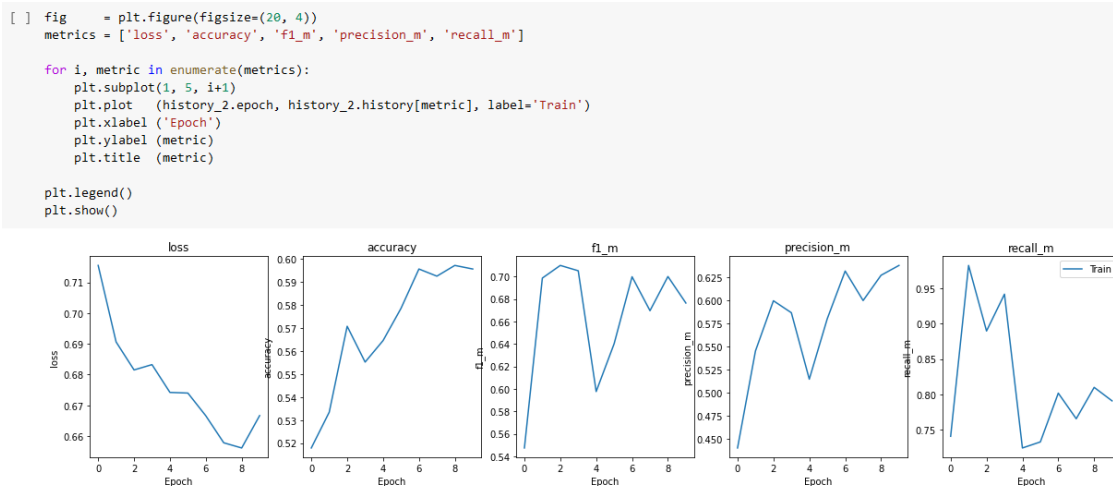 [ ] fig     = plt.figure(figsize=(20, 4))
metrics = ['loss', 'accuracy', 'f1_m', 'precision_m', 'recall_m']
for i, metric in enumerate(metrics):
    plt.subplot(1, 5, i+1)
    plt.plot   (history_2.epoch, history_2.history[metric], label='Train')
    plt.xlabel ('Epoch')
    plt.ylabel (metric)
    plt.title  (metric)
plt.legend()
plt.show()
loss
0.71
0.70
0.69
0.68
0.67
0.66
loss
0 2 4 6 8
Epoch
accuracy
0.60
0.59
0.58
0.57
0.56
0.55
0.54
0.53
0.52
accuracy
0 2 4 6 8
Epoch
f1_m
0.70
0.68
0.66
0.64
0.62
0.60
0.58
0.56
0.54
f1_m
0 2 4 6 8
Epoch
precision_m
0.625
0.600
0.575
0.550
0.525
0.500
0.475
0.450
precision_m
0 2 4 6 8
Epoch
recall_m
Train
0.95
0.90
0.85
0.80
0.75
recall_m
0 2 4 6 8
Epoch